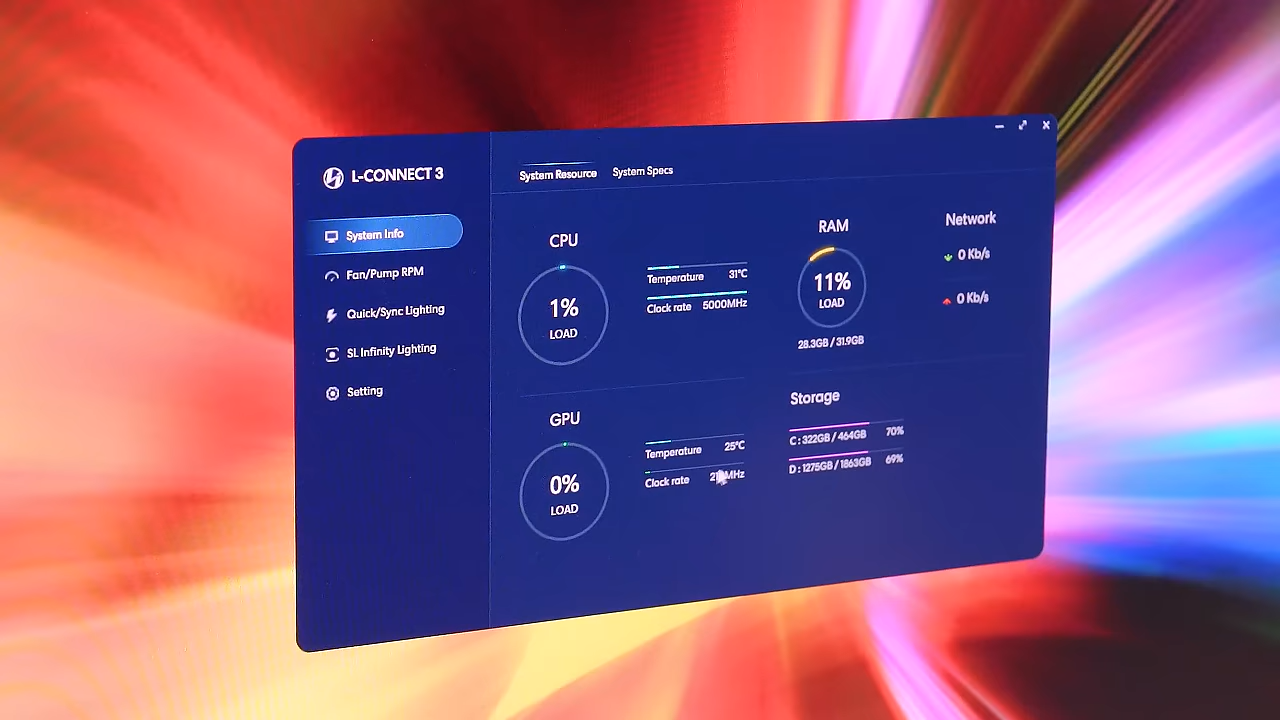 L-CONNECT 3
System Info
Fan/Pump RPM
Quick/Sync Lighting
SL Infinity Lighting
Setting
System Resource System Specs
CPU
1%
LOAD
Temperature 31°C
Clock rate 5000MHz
RAM
11%
LOAD
28.3GB / 31.9GB
Network
0 Kb/s
0 Kb/s
GPU
0%
LOAD
Temperature 25°C
Clock rate
Storage
C : 322GB / 464GB 70%
D : 1275GB / 1863GB 69%